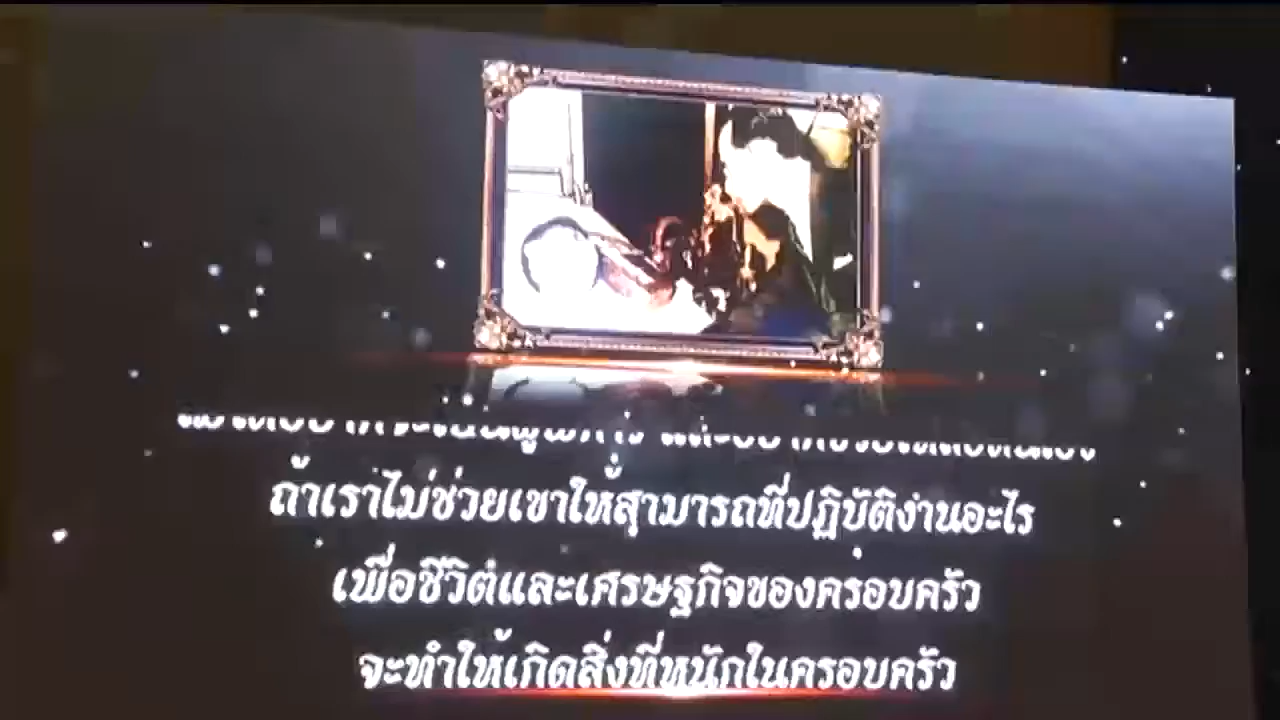 ถ้าเราไม่ช่วยเขาให้สามารถที่ปฏิบัติงานอะไร
เพื่อชีวิตและเศรษฐกิจของครอบครัว
จะทำให้เกิดสิ่งที่หนักในครอบครัว